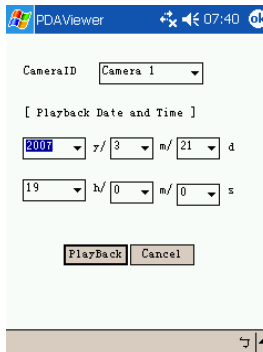 PDAViewer 07:40 ok
CameraID Camera 1
[ Playback Date and Time ]
2007 y/ 3 m/ 21 d
19 h/ 0 m/ 0 s
PlayBack Cancel